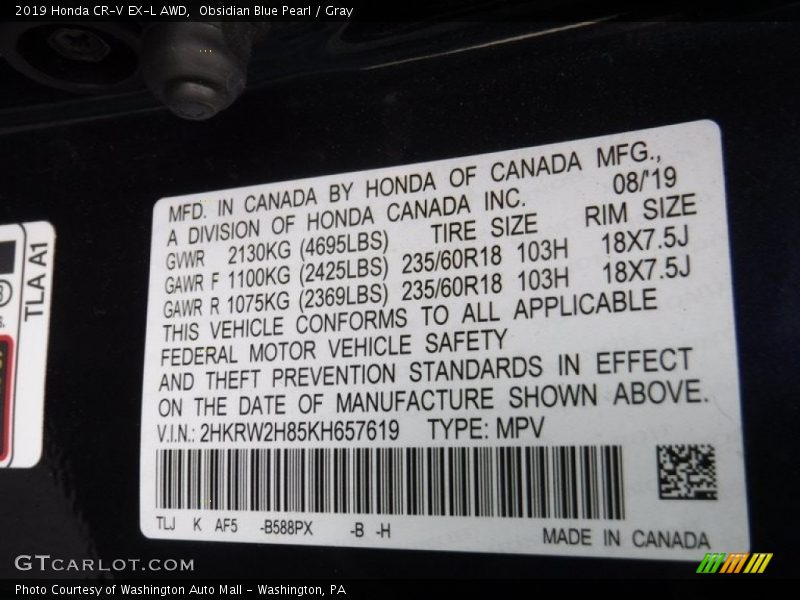 2019 Honda CR-V EX-L AWD, Obsidian Blue Pearl / Gray
MFD. IN CANADA BY HONDA OF CANADA MFG.,
A DIVISION OF HONDA CANADA INC. 08/'19
GVWR 2130KG (4695LBS) TIRE SIZE RIM SIZE
GAWR F 1100KG (2425LBS) 235/60R18 103H 18X7.5J
GAWR R 1075KG (2369LBS) 235/60R18 103H 18X7.5J
THIS VEHICLE CONFORMS TO ALL APPLICABLE
FEDERAL MOTOR VEHICLE SAFETY
AND THEFT PREVENTION STANDARDS IN EFFECT
ON THE DATE OF MANUFACTURE SHOWN ABOVE.
V.I.N.: 2HKRW2H85KH657619 TYPE: MPV
TLJ K AF5 -B588PX -B -H MADE IN CANADA
TLA A1
GTCARLOT.COM
Photo Courtesy of Washington Auto Mall - Washington, PA